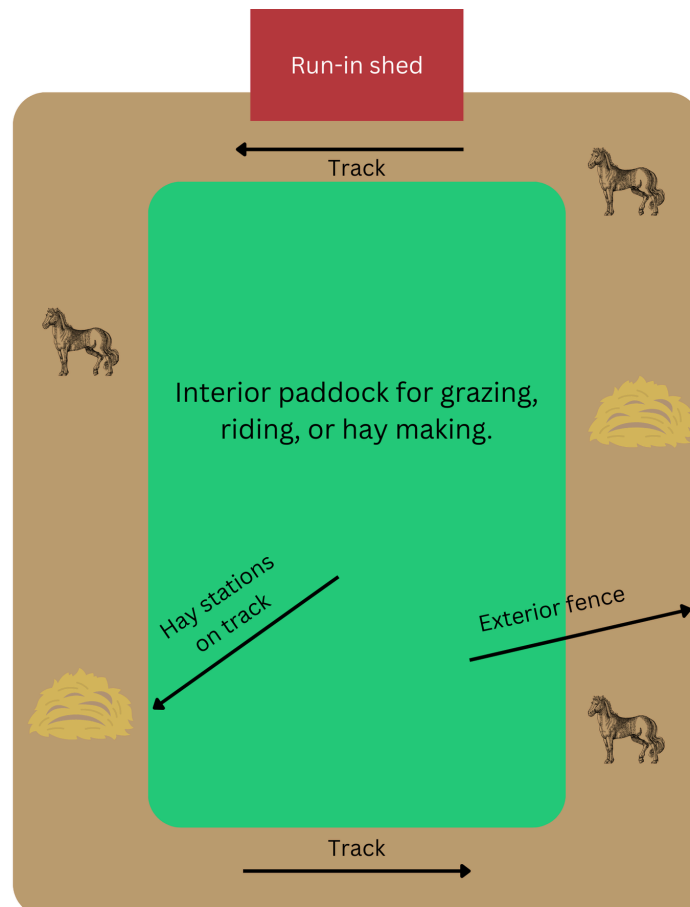 Run-in shed
Track
Interior paddock for grazing,
riding, or hay making.
Hay stations
on track
Exterior fence
Track